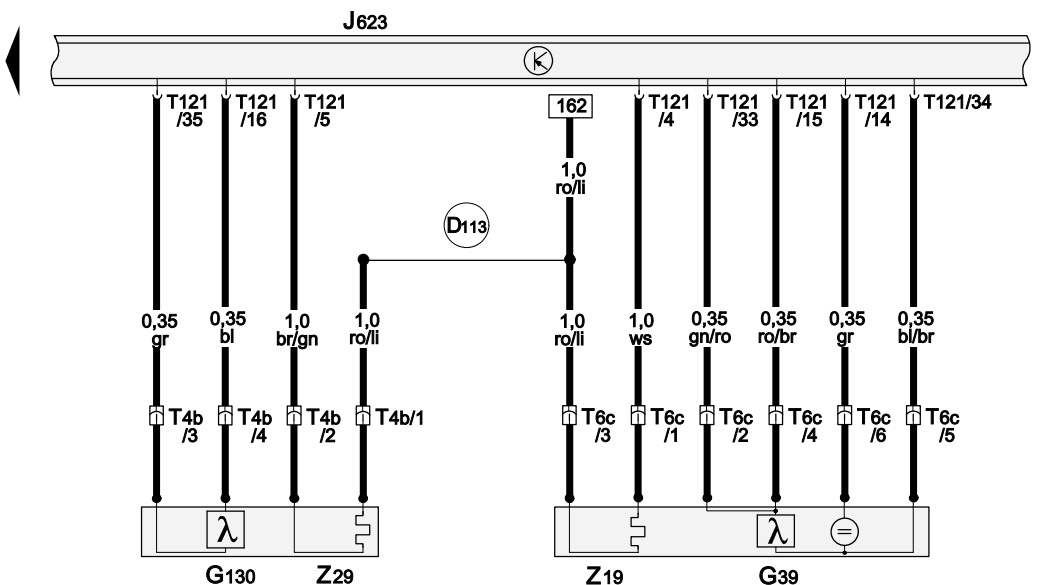 J623
T121 T121 T121 162 T121 T121 T121 T121 T121/34
/35 /16 /5 /4 /33 /15 /14
1,0
ro/li
D113
0,35 0,35 1,0 1,0 1,0 1,0 0,35 0,35 0,35 0,35
gr bl br/gn ro/li ro/li ws gn/ro ro/br gr bl/br
T4b T4b T4b T4b/1 T6c T6c T6c T6c T6c T6c
/3 /4 /2 /3 /1 /2 /4 /6 /5
λ λ =
G130 Z29 Z19 G39